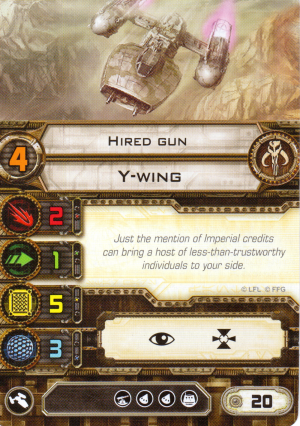 HIRED GUN
4
Y-WING
2
Just the mention of Imperial credits
can bring a host of less-than-trustworthy
individuals to your side.
1
© LFL © FFG
5
3
20